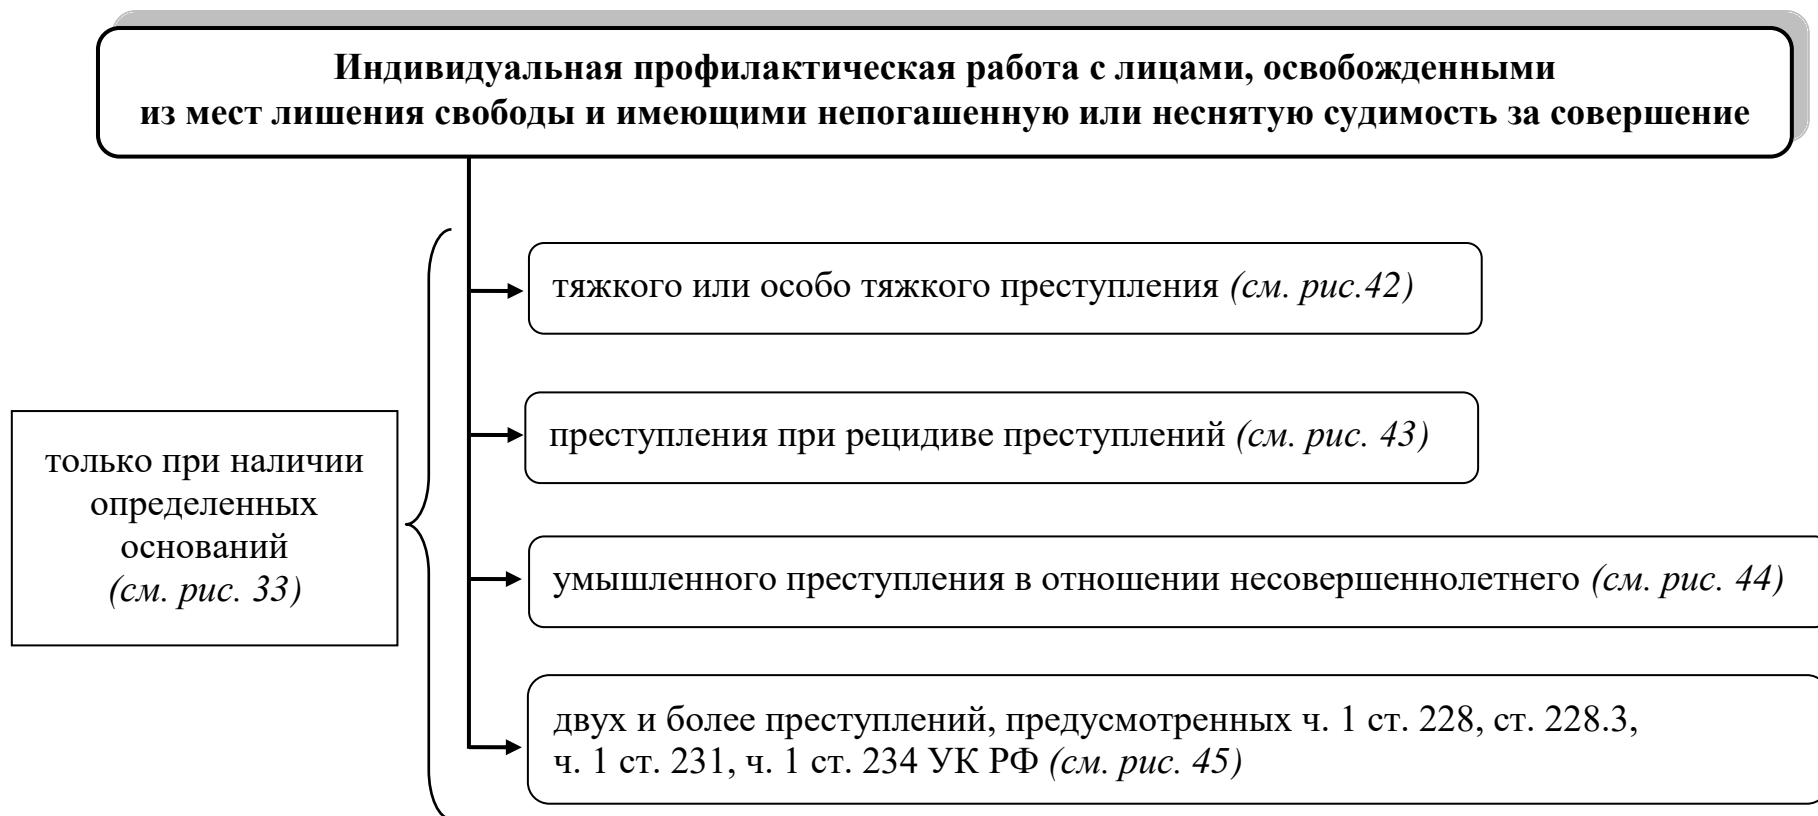 Индивидуальная профилактическая работа с лицами, освобожденными
из мест лишения свободы и имеющими непогашенную или неснятую судимость за совершение
тяжкого или особо тяжкого преступления (см. рис.42)
преступления при рецидиве преступлений (см. рис. 43)
только при наличии
определенных
оснований
(см. рис. 33)
умышленного преступления в отношении несовершеннолетнего (см. рис. 44)
двух и более преступлений, предусмотренных ч. 1 ст. 228, ст. 228.3,
ч. 1 ст. 231, ч. 1 ст. 234 УК РФ (см. рис. 45)